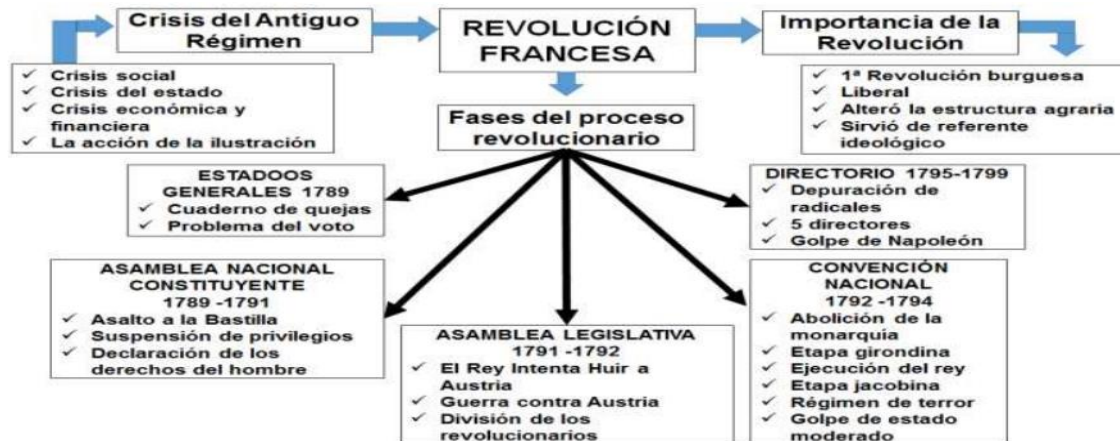 Crisis del Antiguo
Régimen
✓ Crisis social
✓ Crisis del estado
✓ Crisis económica y
financiera
✓ La acción de la ilustración
REVOLUCIÓN
FRANCESA
Importancia de la
Revolución
✓ 1ª Revolución burguesa
✓ Liberal
✓ Alteró la estructura agraria
✓ Sirvió de referente
ideológico
Fases del proceso
revolucionario
ESTADOOS
GENERALES 1789
✓ Cuaderno de quejas
✓ Problema del voto
ASAMBLEA NACIONAL
CONSTITUYENTE
1789 -1791
✓ Asalto a la Bastilla
✓ Suspensión de privilegios
✓ Declaración de los
derechos del hombre
ASAMBLEA LEGISLATIVA
1791 -1792
✓ El Rey Intenta Huir a
Austria
✓ Guerra contra Austria
✓ División de los
revolucionarios
CONVENCIÓN
NACIONAL
1792 -1794
✓ Abolición de la
monarquía
✓ Etapa girondina
✓ Ejecución del rey
✓ Etapa jacobina
✓ Régimen de terror
✓ Golpe de estado
moderado
DIRECTORIO 1795-1799
✓ Depuración de
radicales
✓ 5 directores
✓ Golpe de Napoleón